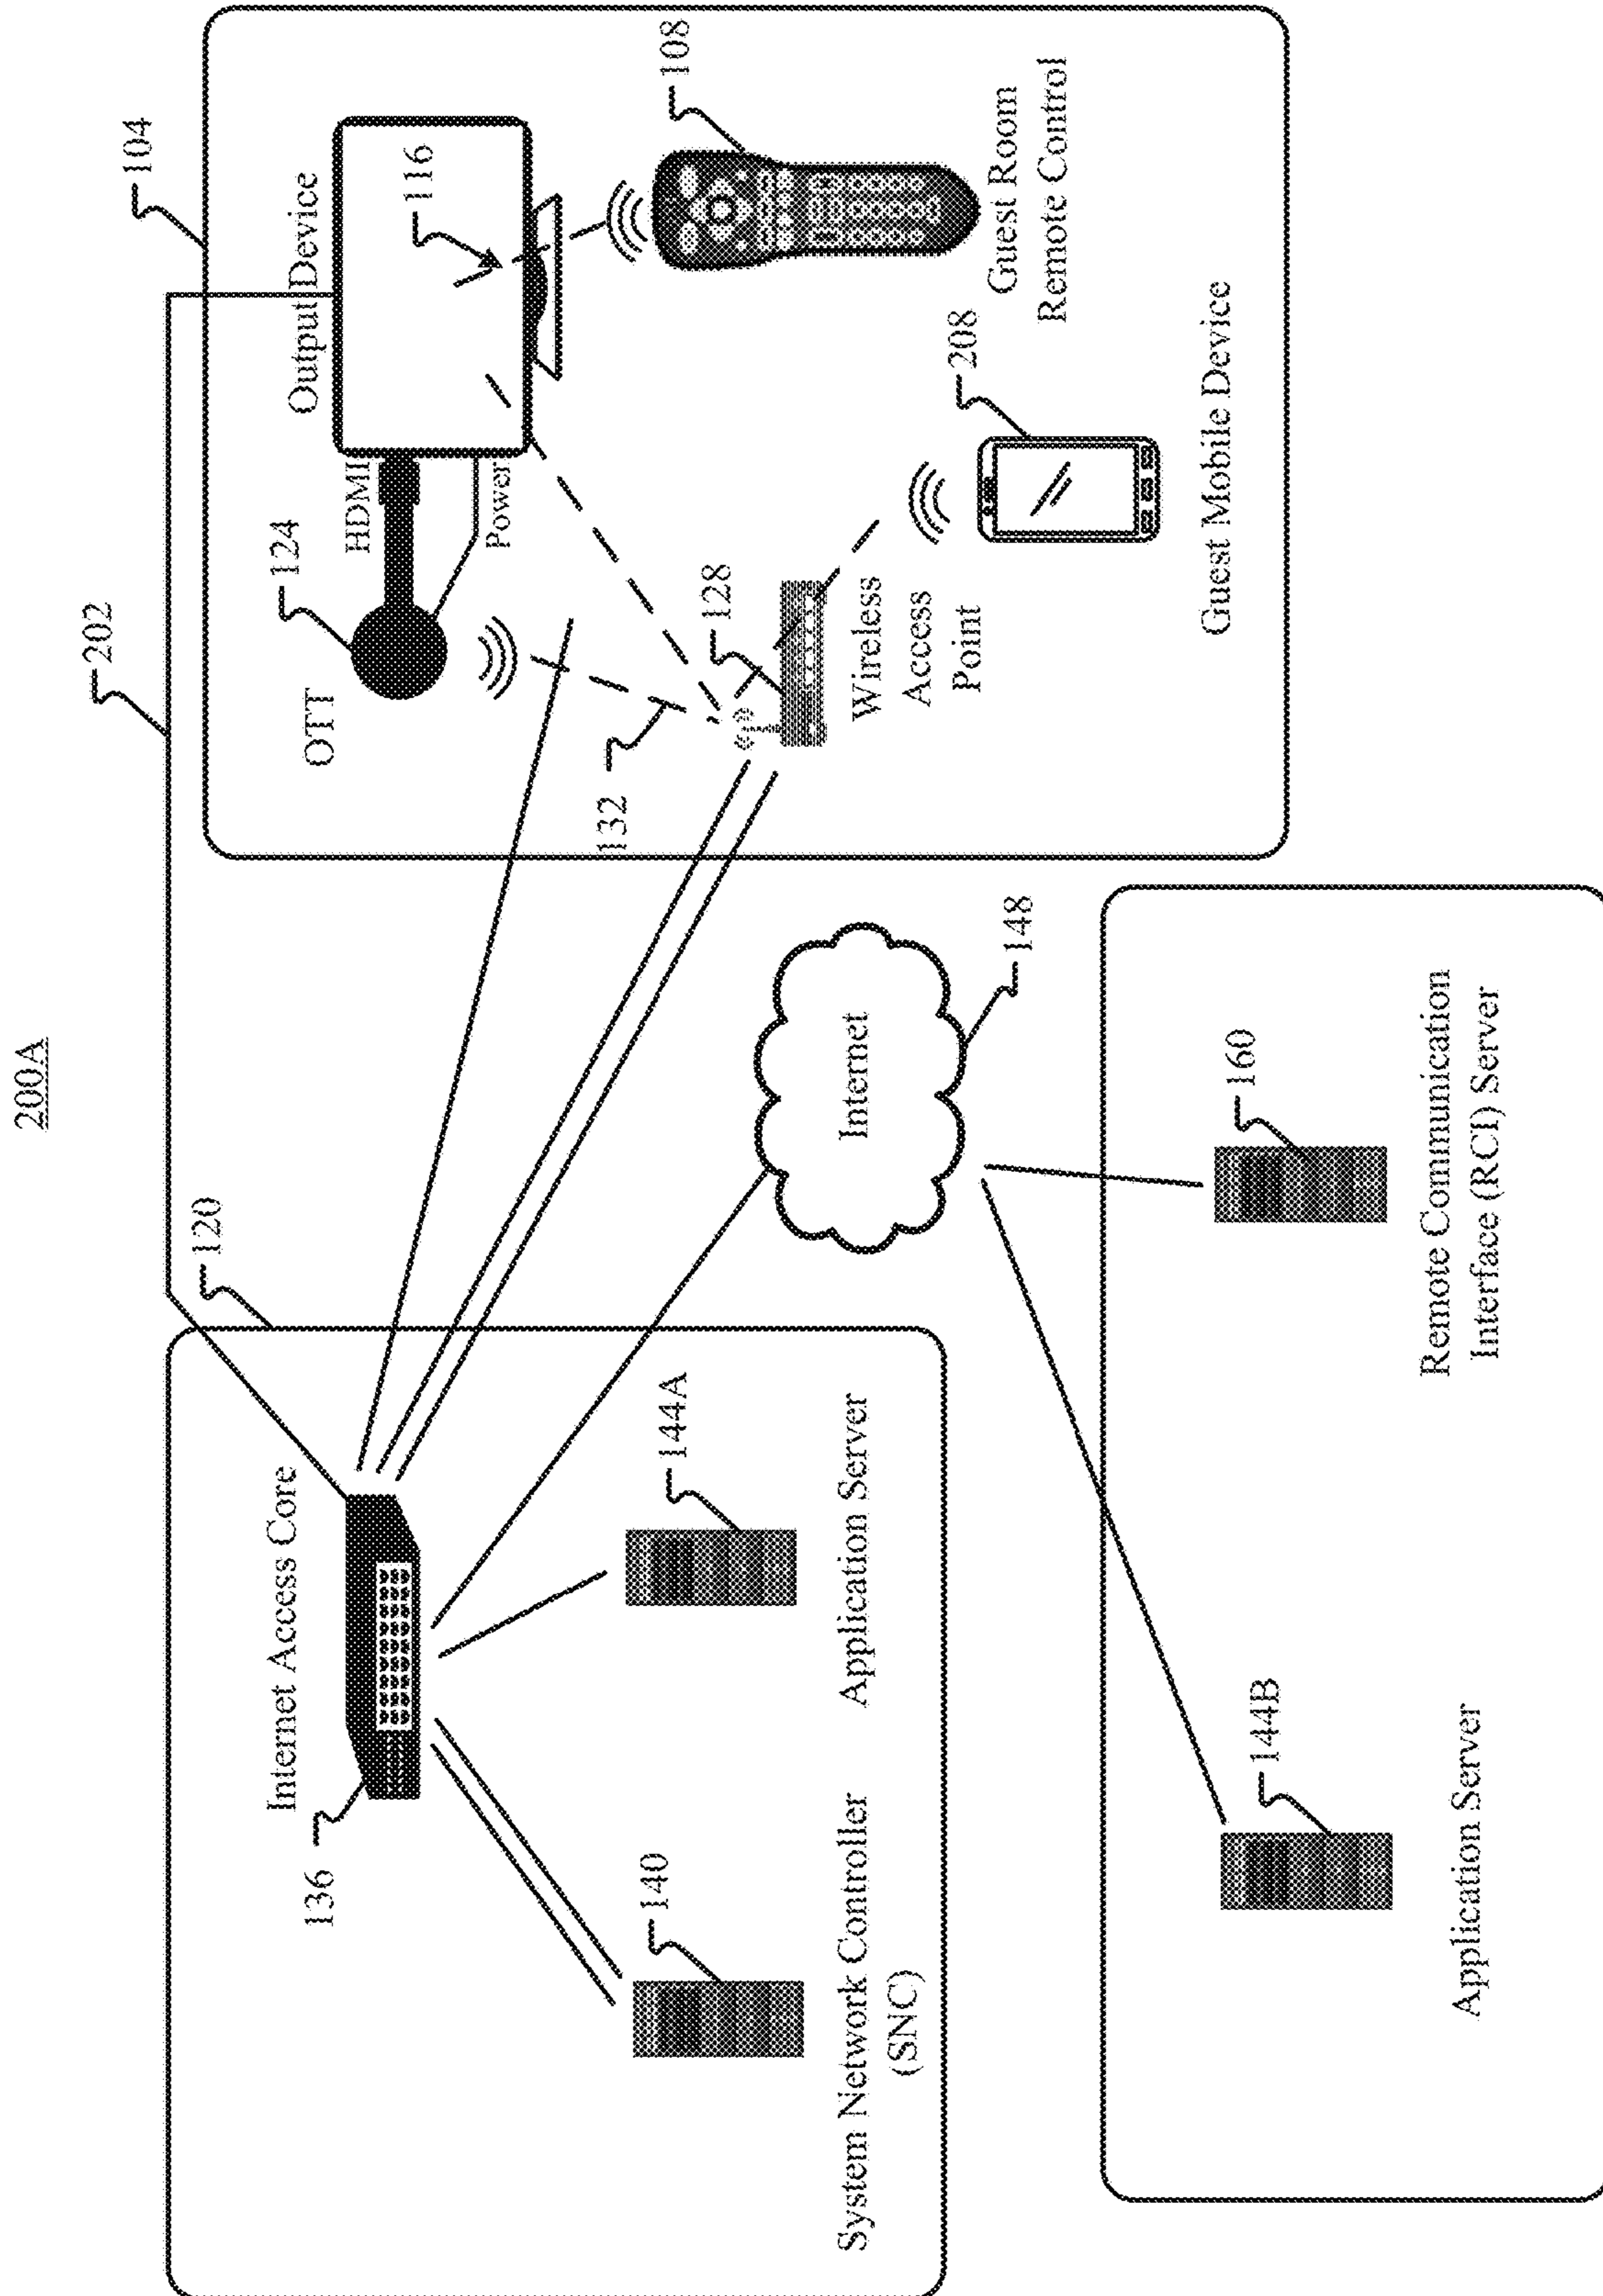 200A
202
104
120
Internet Access Core
136
140
System Network Controller
(SNC)
144A
Application Server
OTT
124
HDMI
Power
Output Device
116
108
Guest Room
Remote Control
132
128
Wireless
Access
Point
208
Guest Mobile Device
Internet
148
144B
Application Server
160
Remote Communication
Interface (RCI) Server